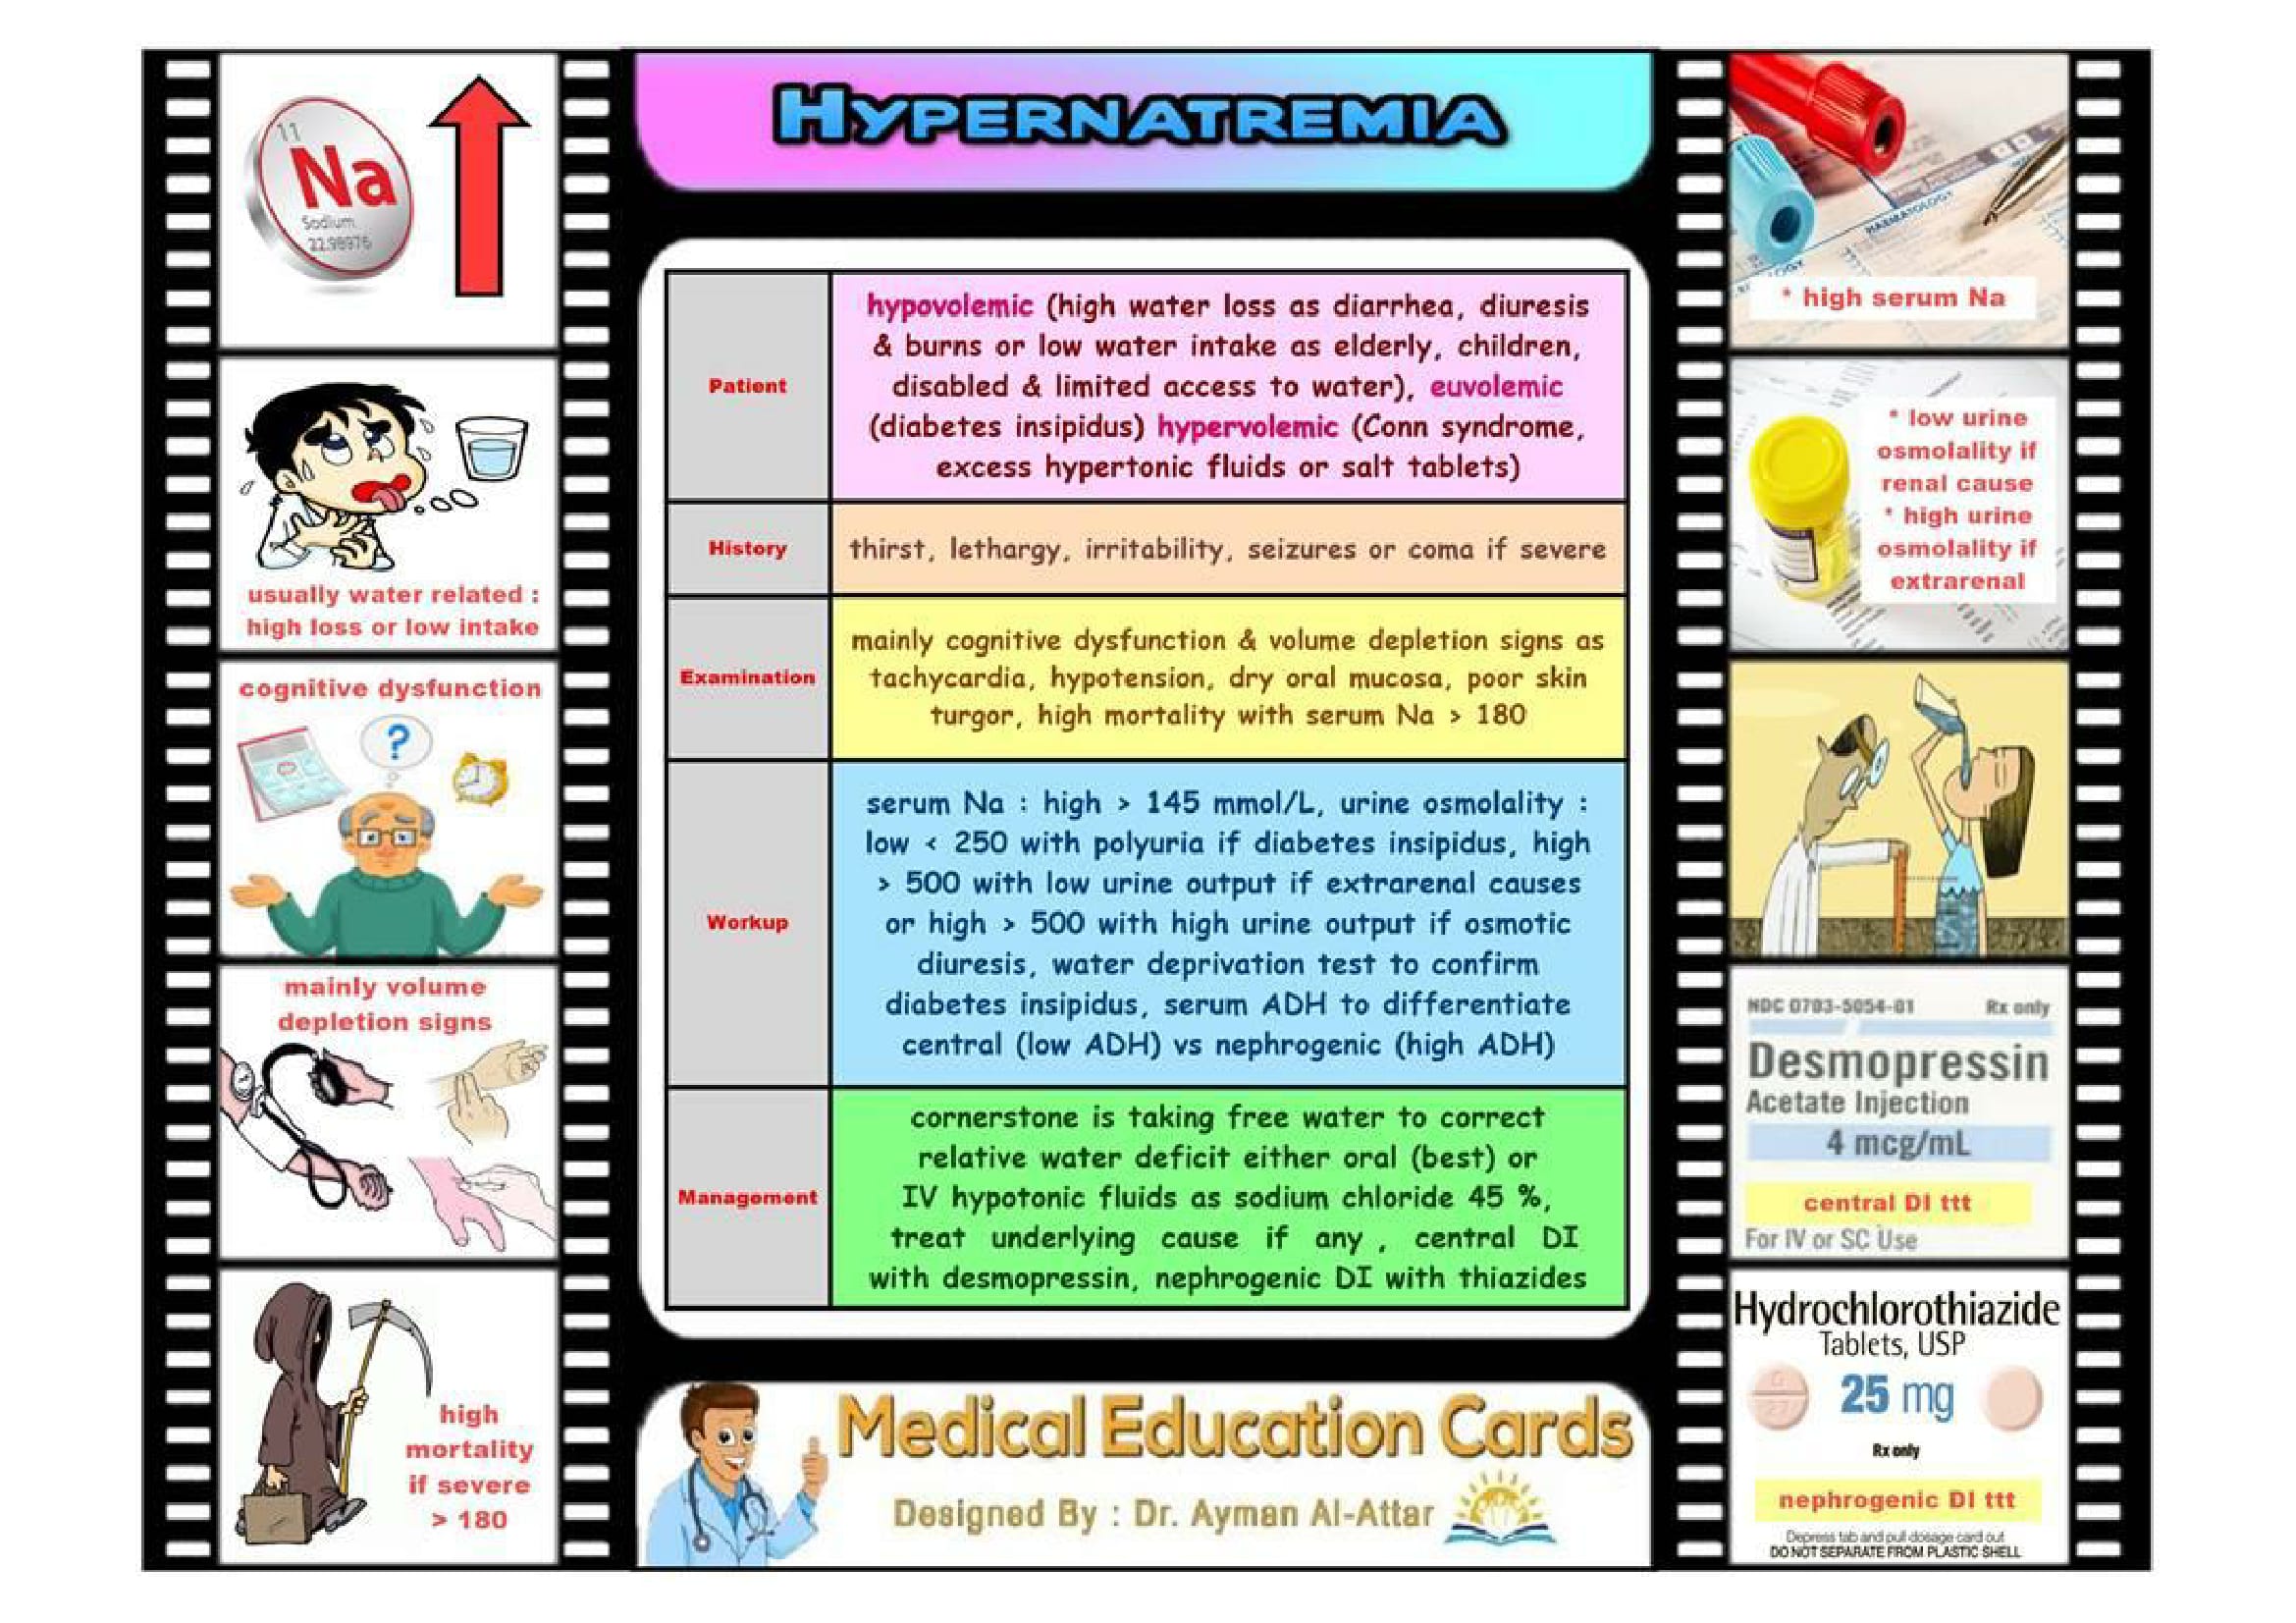 HYPERNATREMIA
11
Na
Sodium
22.98976
usually water related :
high loss or low intake
cognitive dysfunction
?
mainly volume
depletion signs
high
mortality
if severe
> 180
Patient
hypovolemic (high water loss as diarrhea, diuresis
& burns or low water intake as elderly, children,
disabled & limited access to water), euvolemic
(diabetes insipidus) hypervolemic (Conn syndrome,
excess hypertonic fluids or salt tablets)
History
thirst, lethargy, irritability, seizures or coma if severe
Examination
mainly cognitive dysfunction & volume depletion signs as
tachycardia, hypotension, dry oral mucosa, poor skin
turgor, high mortality with serum Na > 180
Workup
serum Na : high > 145 mmol/L, urine osmolality :
low < 250 with polyuria if diabetes insipidus, high
> 500 with low urine output if extrarenal causes
or high > 500 with high urine output if osmotic
diuresis, water deprivation test to confirm
diabetes insipidus, serum ADH to differentiate
central (low ADH) vs nephrogenic (high ADH)
Management
cornerstone is taking free water to correct
relative water deficit either oral (best) or
IV hypotonic fluids as sodium chloride 45 %,
treat underlying cause if any , central DI
with desmopressin, nephrogenic DI with thiazides
Medical Education Cards
Designed By : Dr. Ayman Al-Attar
HAEMATOLOGY
* high serum Na
* low urine
osmolality if
renal cause
* high urine
osmolality if
extrarenal
NDC 0703-5054-01 Rx only
Desmopressin
Acetate Injection
4 mcg/mL
central DI ttt
For IV or SC Use
Hydrochlorothiazide
Tablets, USP
25 mg
Rx only
nephrogenic DI ttt
Depress tab and pull dosage card out
DO NOT SEPARATE FROM PLASTIC SHELL